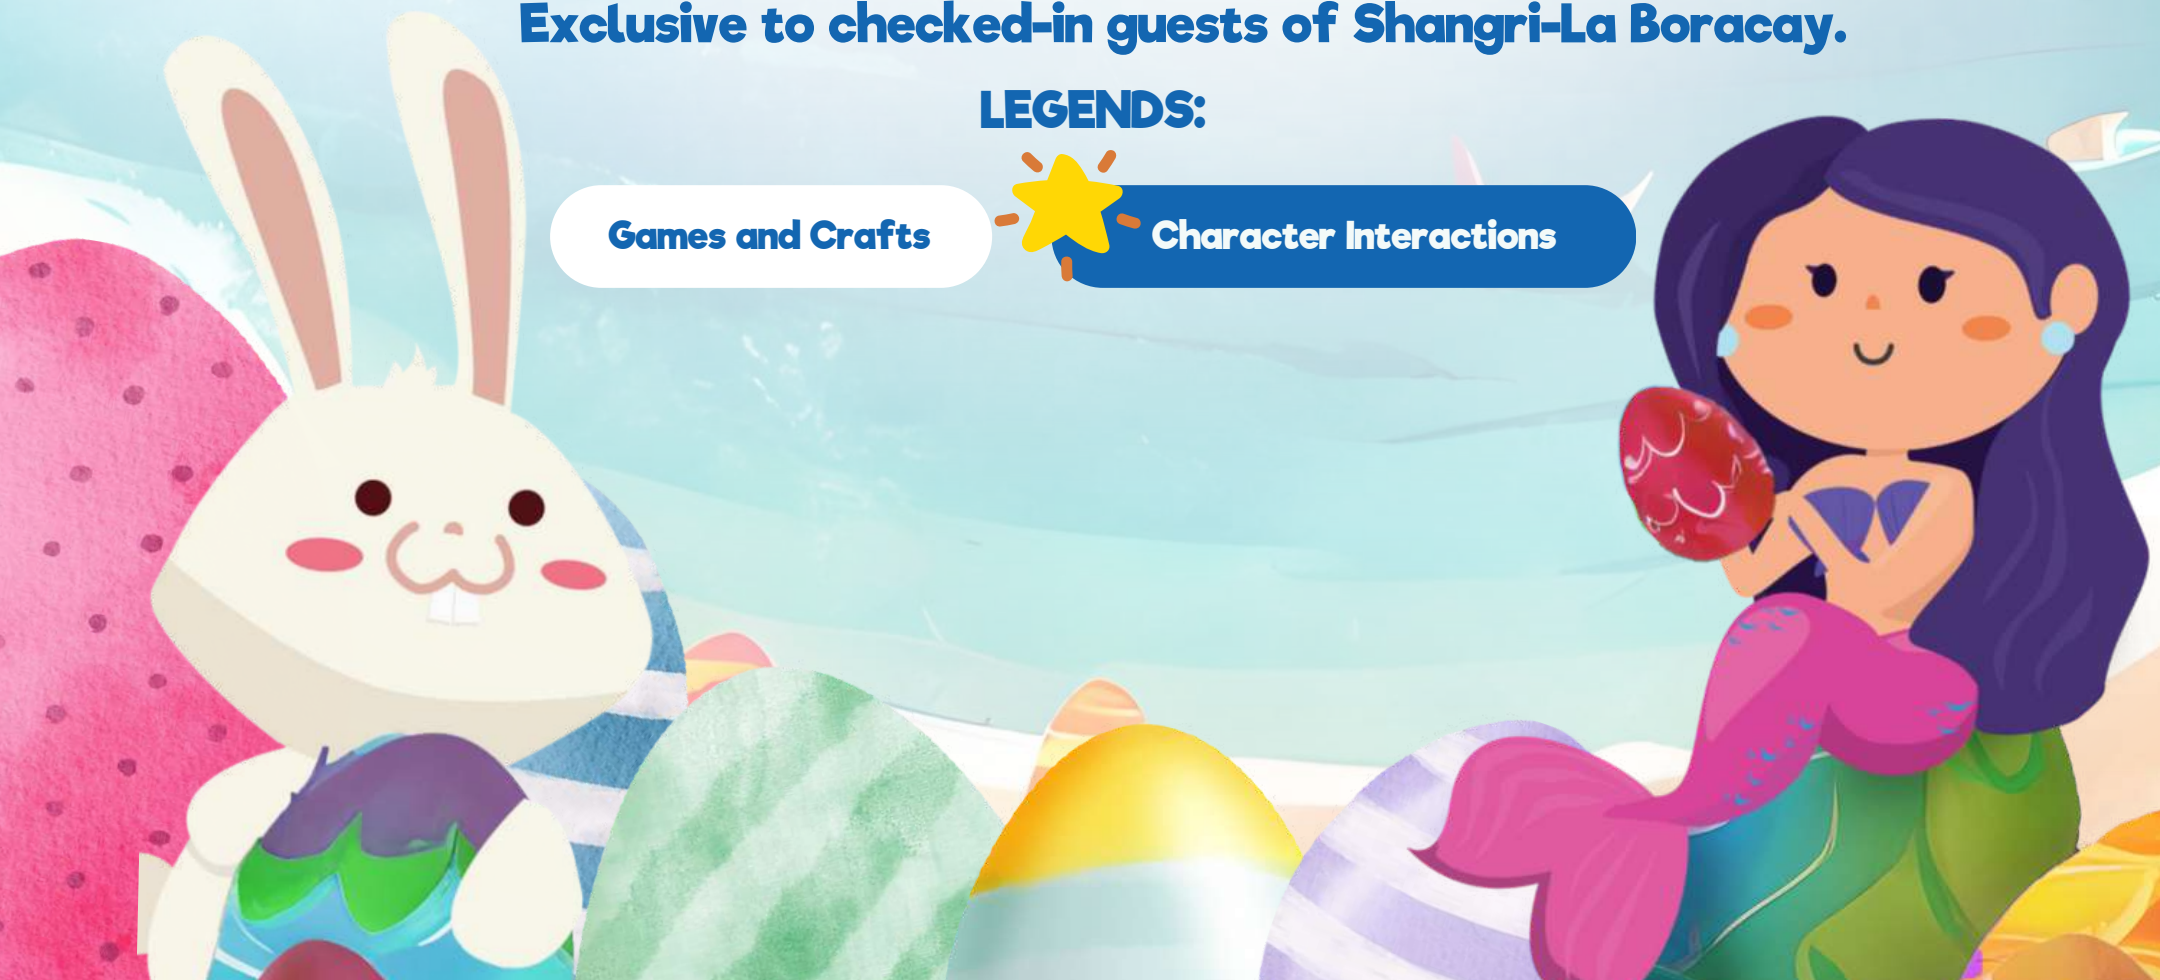 Exclusive to checked-in guests of Shangri-La Boracay.
LEGENDS:
Games and Crafts
Character Interactions